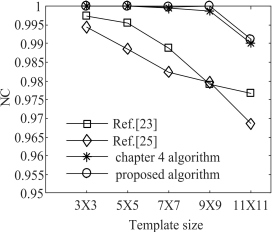 1
0.995
0.99
0.985
0.98
0.975
0.97
0.965
0.96
0.955
0.95
NC
Ref.[23]
Ref.[25]
chapter 4 algorithm
proposed algorithm
3X3 5X5 7X7 9X9 11X11
Template size